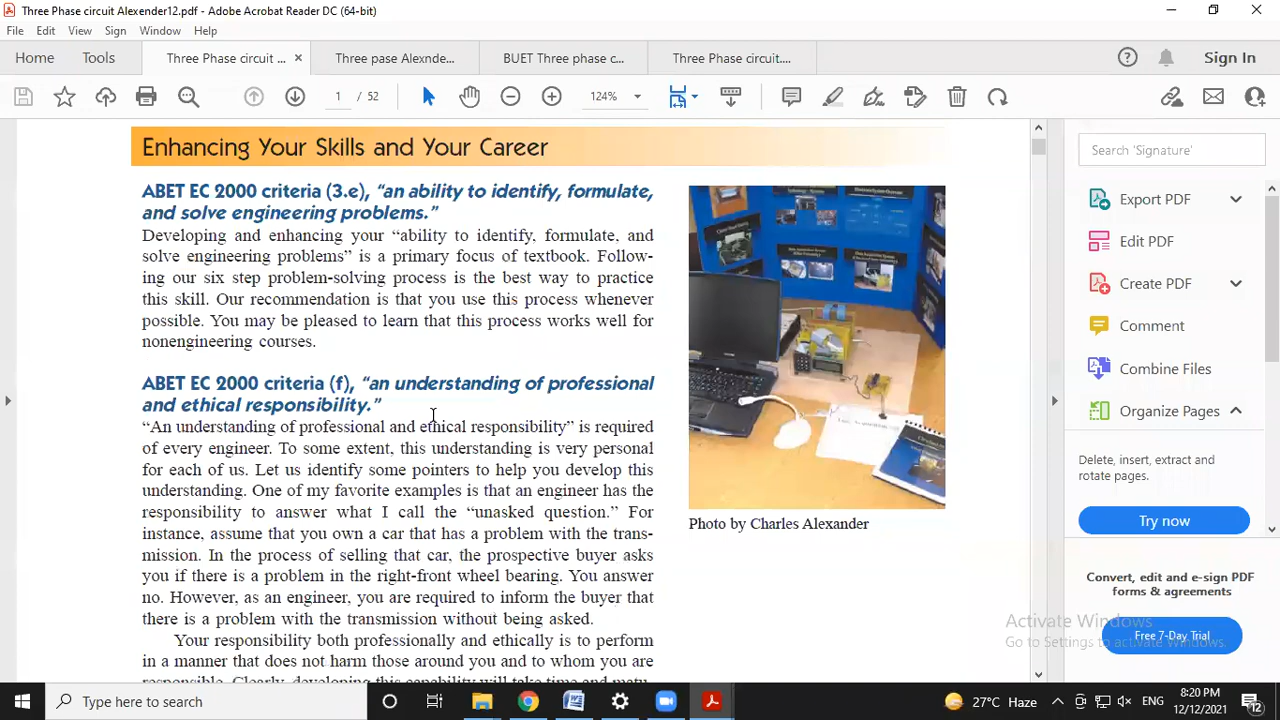 Three Phase circuit Alexender12.pdf - Adobe Acrobat Reader DC (64-bit)
File Edit View Sign Window Help
Home Tools Three Phase circuit ... × Three pase Alexnde... BUET Three phase c... Three Phase circuit.... Sign In
1 / 52 124%
Search 'Signature'
Export PDF
Edit PDF
Create PDF
Comment
Combine Files
Organize Pages
Delete, insert, extract and
rotate pages.
Try now
Convert, edit and e-sign PDF
forms & agreements
Free 7-Day Trial
Activate Windows
Go to Settings to activate Windows.
Enhancing Your Skills and Your Career
ABET EC 2000 criteria (3.e), “an ability to identify, formulate,
and solve engineering problems.”
Developing and enhancing your “ability to identify, formulate, and
solve engineering problems” is a primary focus of textbook. Follow-
ing our six step problem-solving process is the best way to practice
this skill. Our recommendation is that you use this process whenever
possible. You may be pleased to learn that this process works well for
nonengineering courses.
ABET EC 2000 criteria (f), “an understanding of professional
and ethical responsibility.”
“An understanding of professional and ethical responsibility” is required
of every engineer. To some extent, this understanding is very personal
for each of us. Let us identify some pointers to help you develop this
understanding. One of my favorite examples is that an engineer has the
responsibility to answer what I call the “unasked question.” For
instance, assume that you own a car that has a problem with the trans-
mission. In the process of selling that car, the prospective buyer asks
you if there is a problem in the right-front wheel bearing. You answer
no. However, as an engineer, you are required to inform the buyer that
there is a problem with the transmission without being asked.
Your responsibility both professionally and ethically is to perform
in a manner that does not harm those around you and to whom you are
responsible. Clearly, developing this capability will take time and matu-
Photo by Charles Alexander
Type here to search
27°C Haze ENG 8:20 PM
12/12/2021 12